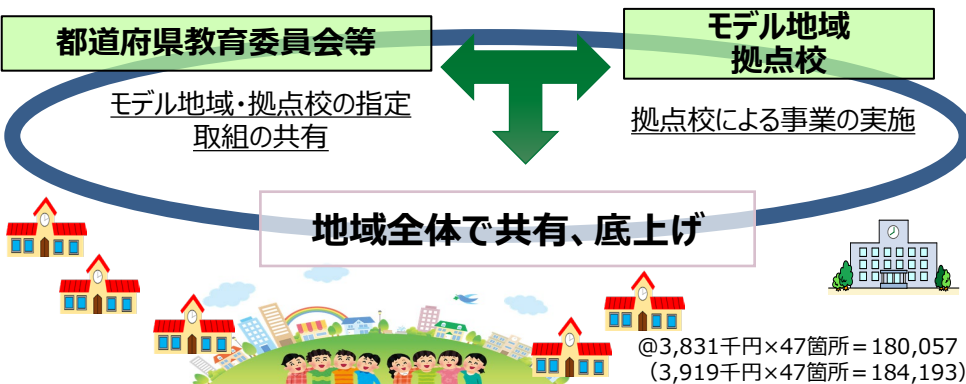 都道府県教育委員会等
モデル地域
拠点校
モデル地域・拠点校の指定
取組の共有
拠点校による事業の実施
地域全体で共有、底上げ
@3,831千円×47箇所＝180,057
（3,919千円×47箇所＝184,193）